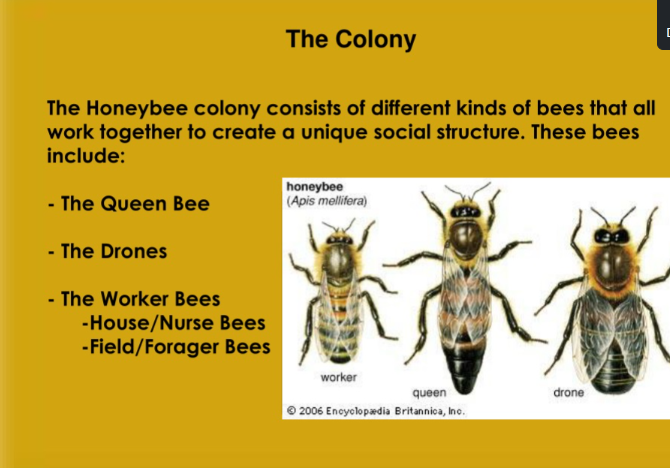 The Colony
The Honeybee colony consists of different kinds of bees that all
work together to create a unique social structure. These bees
include:
- The Queen Bee
- The Drones
- The Worker Bees
-House/Nurse Bees
-Field/Forager Bees
honeybee
(Apis mellifera)
worker
queen
drone
© 2006 Encyclopædia Britannica, Inc.